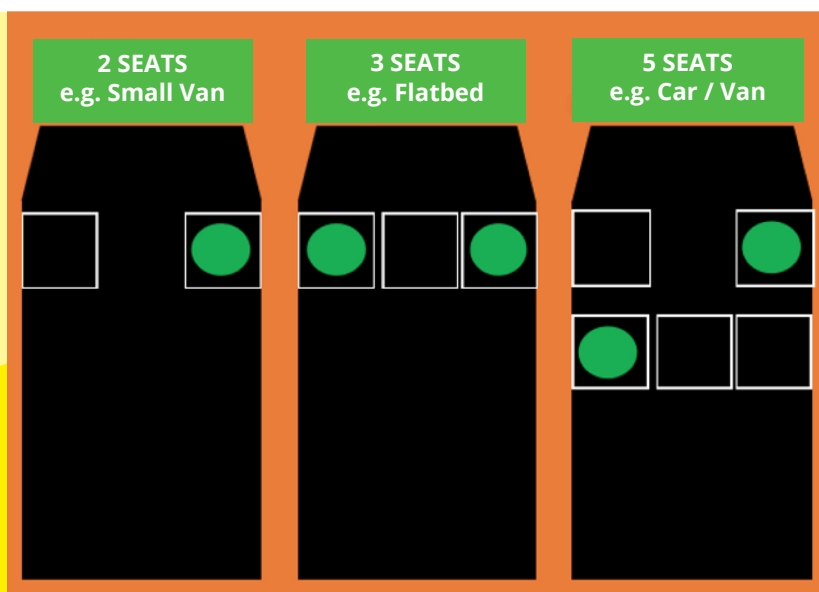 2 SEATS
e.g. Small Van
3 SEATS
e.g. Flatbed
5 SEATS
e.g. Car / Van